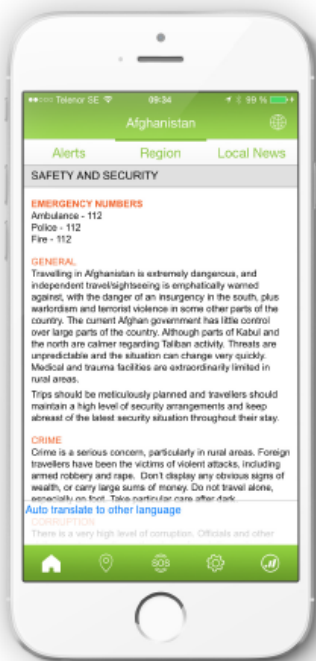 Telenor SE 09:34 99 %
Afghanistan
Alerts Region Local News
SAFETY AND SECURITY
EMERGENCY NUMBERS
Ambulance - 112
Police - 112
Fire - 112
GENERAL
Travelling in Afghanistan is extremely dangerous, and
independent travel/sightseeing is emphatically warned
against, with the danger of an insurgency in the south, plus
warlordism and terrorist violence in some other parts of the
country. The current Afghan government has little control
over large parts of the country. Although parts of Kabul and
the north are calmer regarding Taliban activity. Threats are
unpredictable and the situation can change very quickly.
Medical and trauma facilities are extraordinarily limited in
rural areas.
Trips should be meticulously planned and travellers should
maintain a high level of security arrangements and keep
abreast of the latest security situation throughout their stay.
CRIME
Crime is a serious concern, particularly in rural areas. Foreign
travellers have been the victims of violent attacks, including
armed robbery and rape. Don't display any obvious signs of
wealth, or carry large sums of money. Do not travel alone,
especially on foot. Take particular care after dark.
Auto translate to other language
CORRUPTION
There is a very high level of corruption. Officials and other
SOS